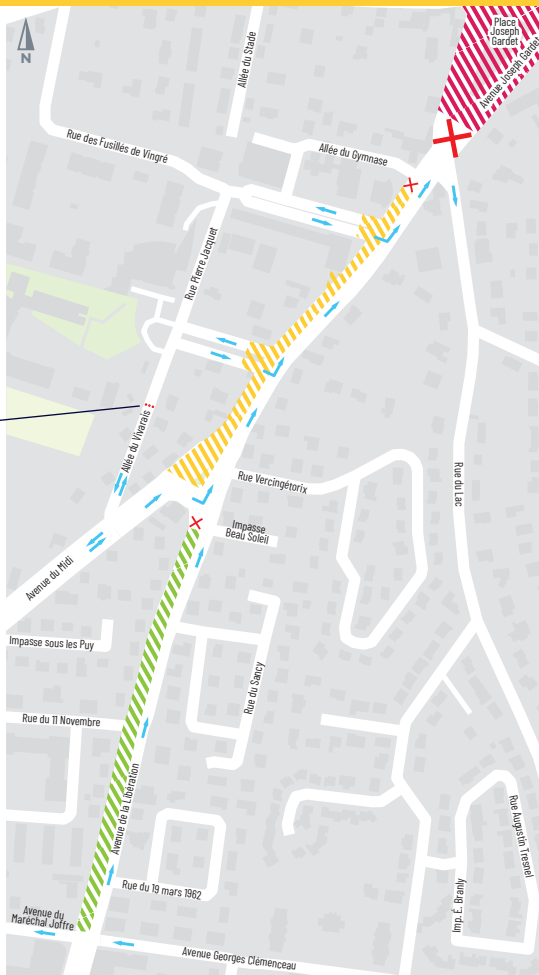 Place
Joseph
Gardet
Avenue Joseph Gardet
N
Allée du Stade
Rue des Fusillés de Vingré
Allée du Gymnase
Rue Pierre Jacquet
Allée du Vivarais
Rue Vercingétorix
Rue du Lac
Impasse
Beau Soleil
Avenue du Midi
Impasse sous les Puy
Rue du Sancy
Rue du 11 Novembre
Avenue de la Libération
Rue Augustin Tresnel
Rue du 19 mars 1962
Imp. É. Branly
Avenue du
Maréchal Joffre
Avenue Georges Clémenceau